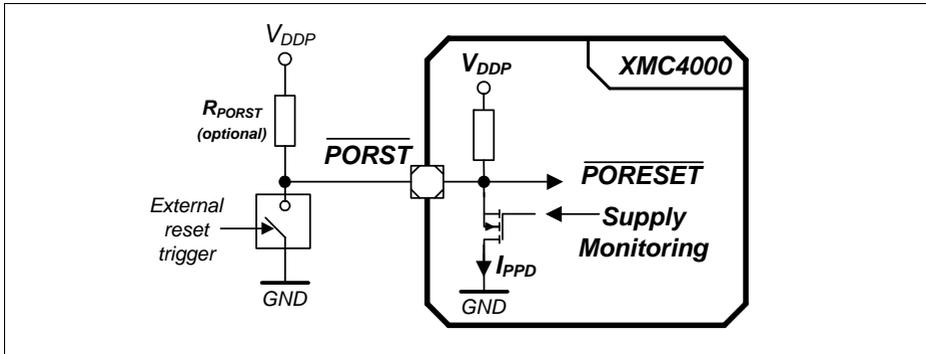 VDDP
RPORST
(optional)
PORST
External
reset
trigger
GND
XMC4000
VDDP
PORESET
Supply
Monitoring
IPPD
GND